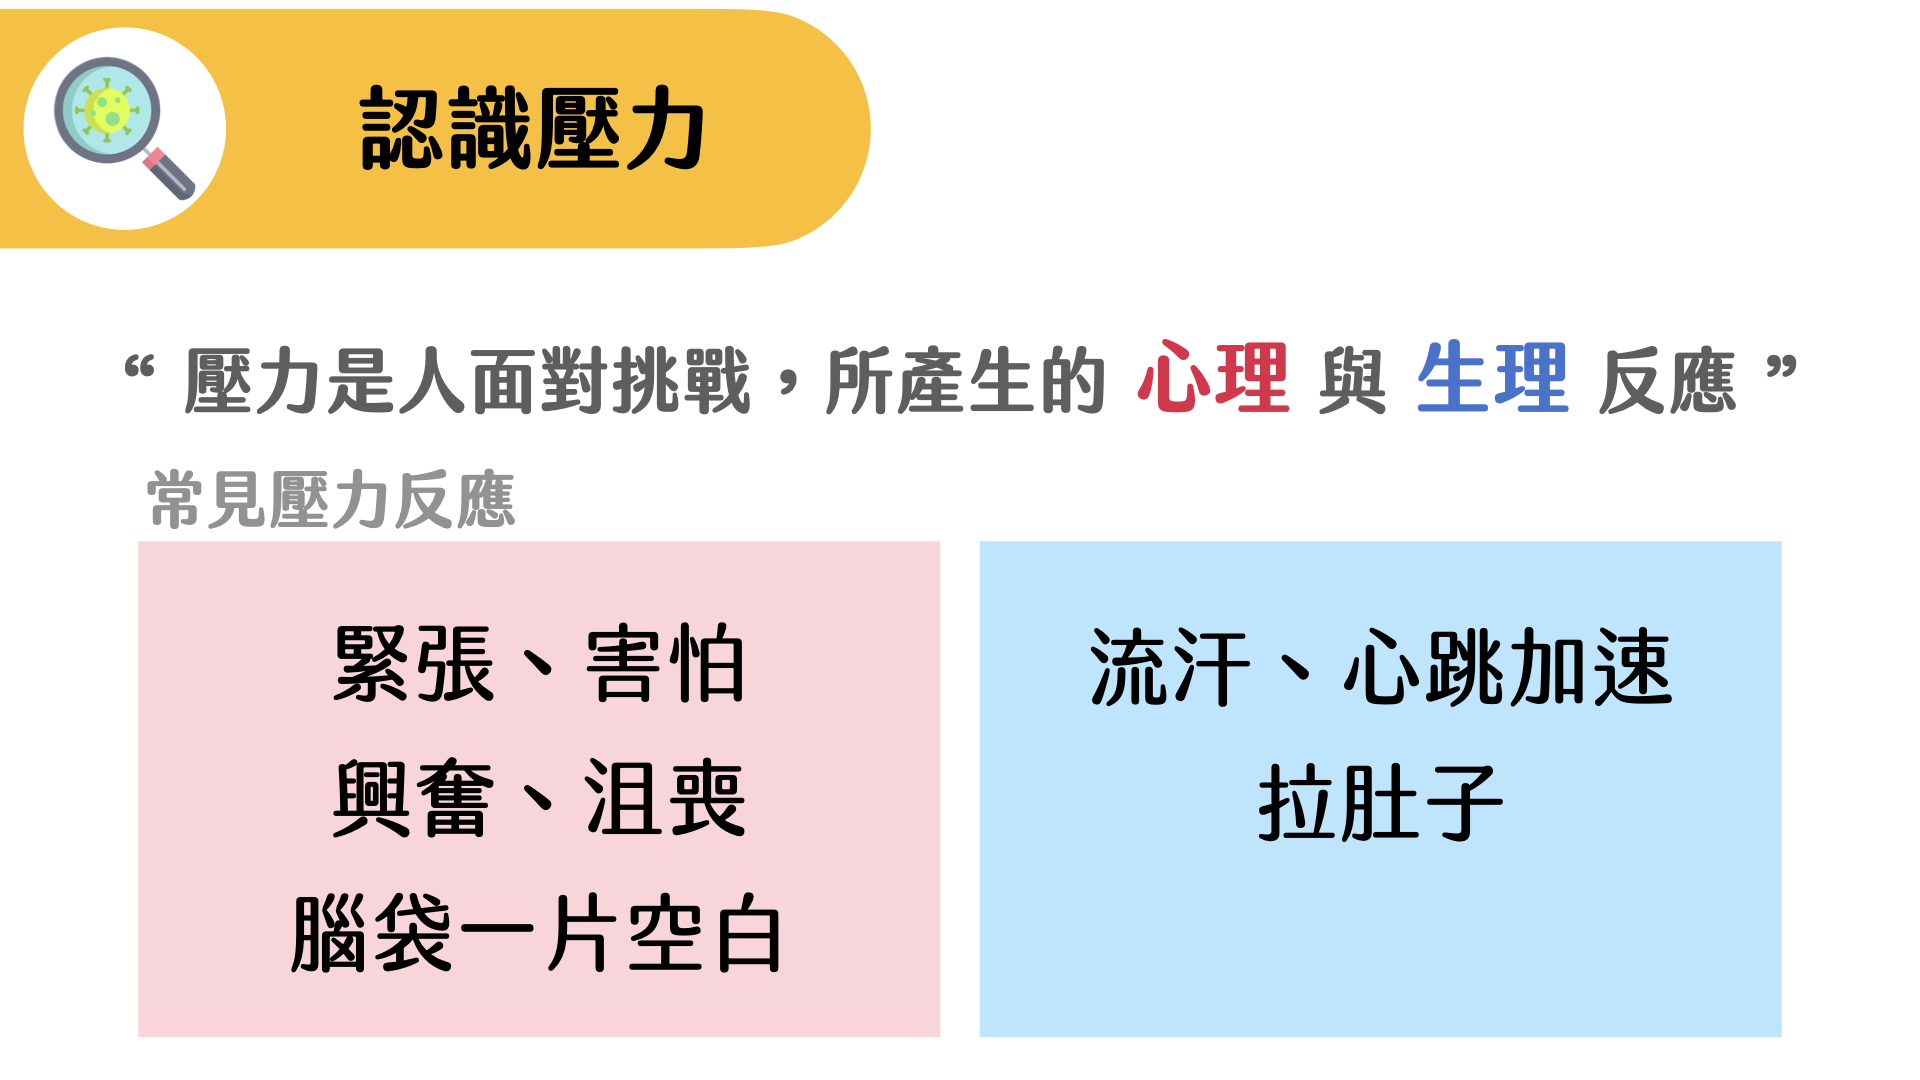 認識壓力
“ 壓力是人面對挑戰，所產生的 心理 與 生理 反應 ”
常見壓力反應
緊張、害怕
興奮、沮喪
腦袋一片空白
流汗、心跳加速
拉肚子